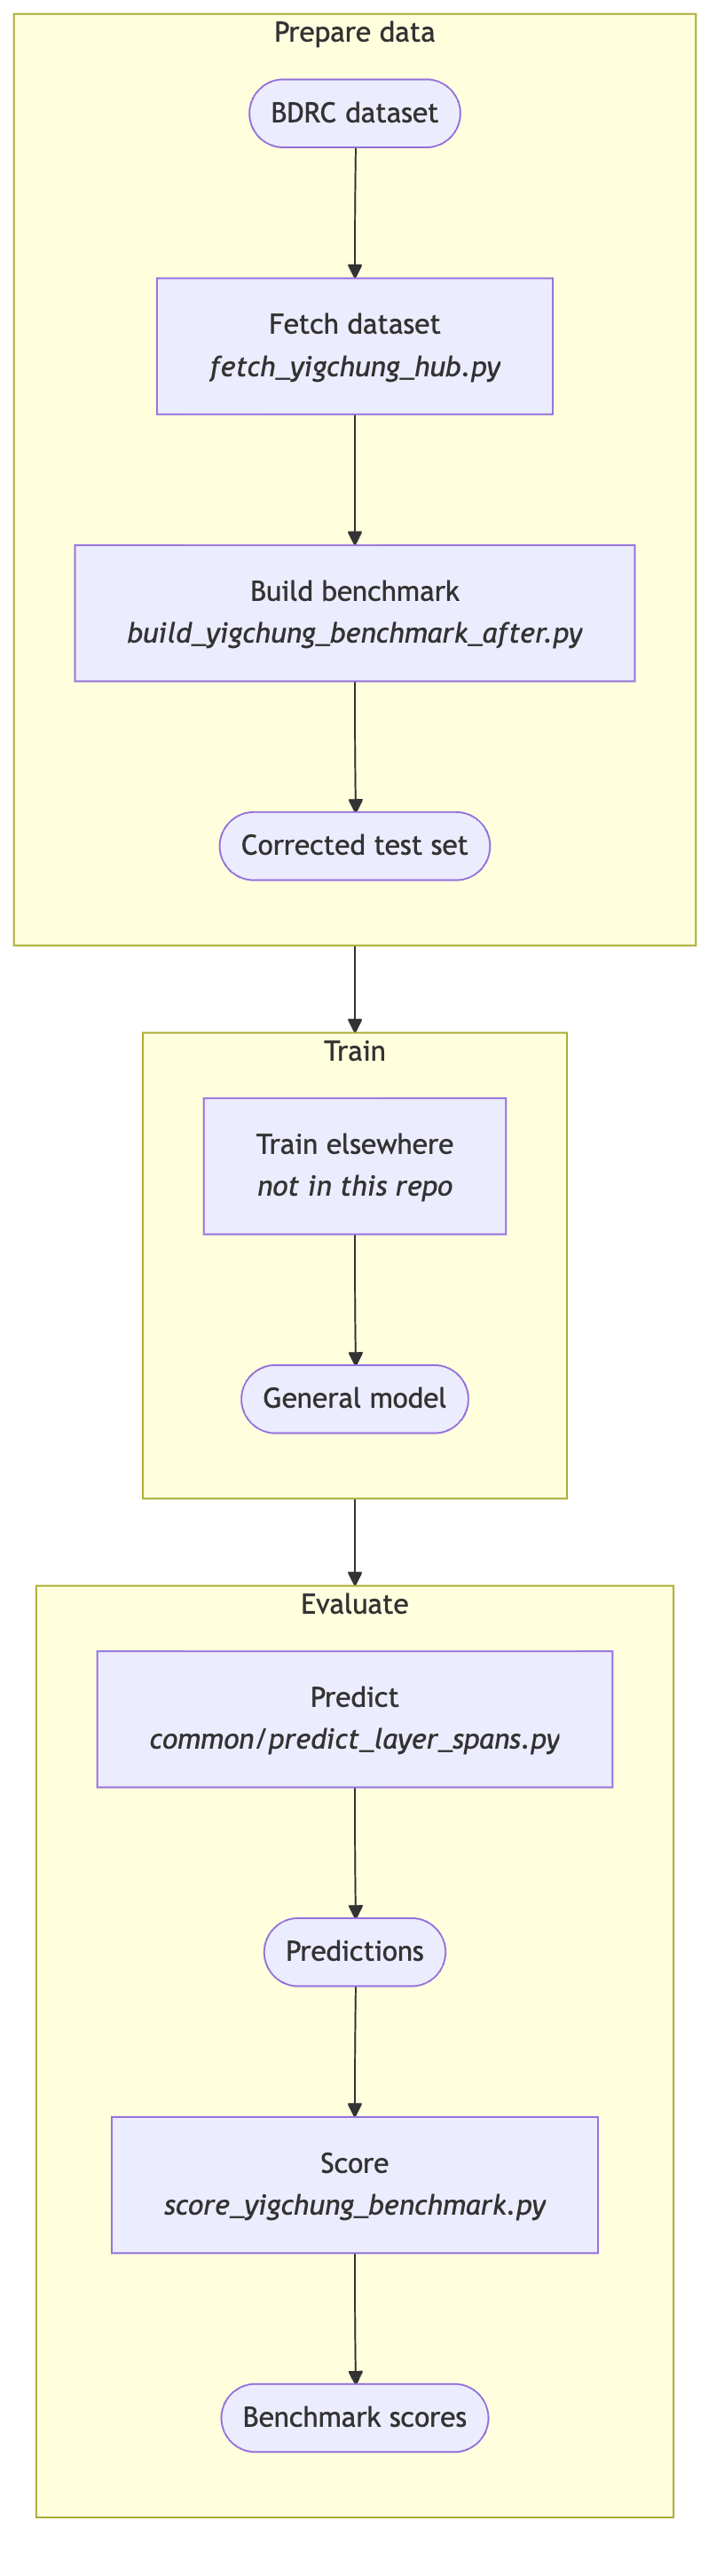 Prepare data
BDRC dataset
Fetch dataset
fetch_yigchung_hub.py
Build benchmark
build_yigchung_benchmark_after.py
Corrected test set
Train
Train elsewhere
not in this repo
General model
Evaluate
Predict
common/predict_layer_spans.py
Predictions
Score
score_yigchung_benchmark.py
Benchmark scores